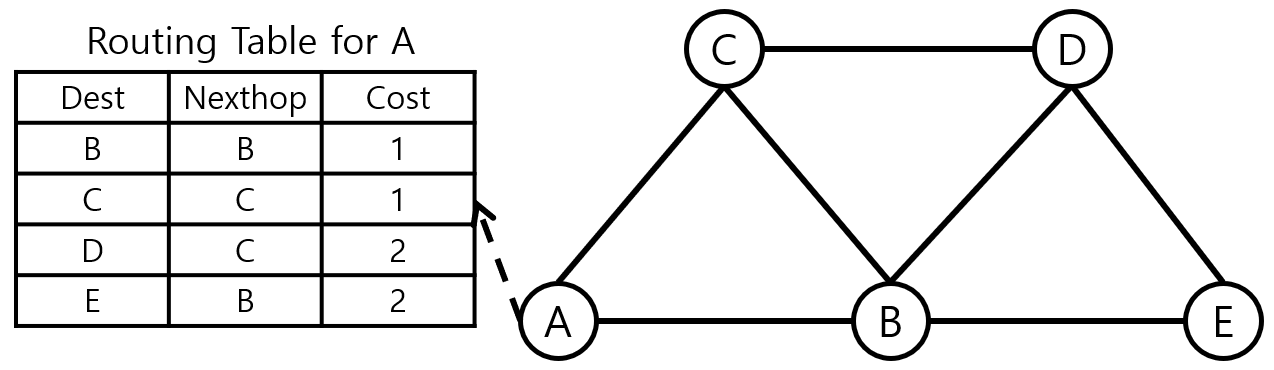 Routing Table for A
Dest Nexthop Cost
B B 1
C C 1
D C 2
E B 2
C D
A B E